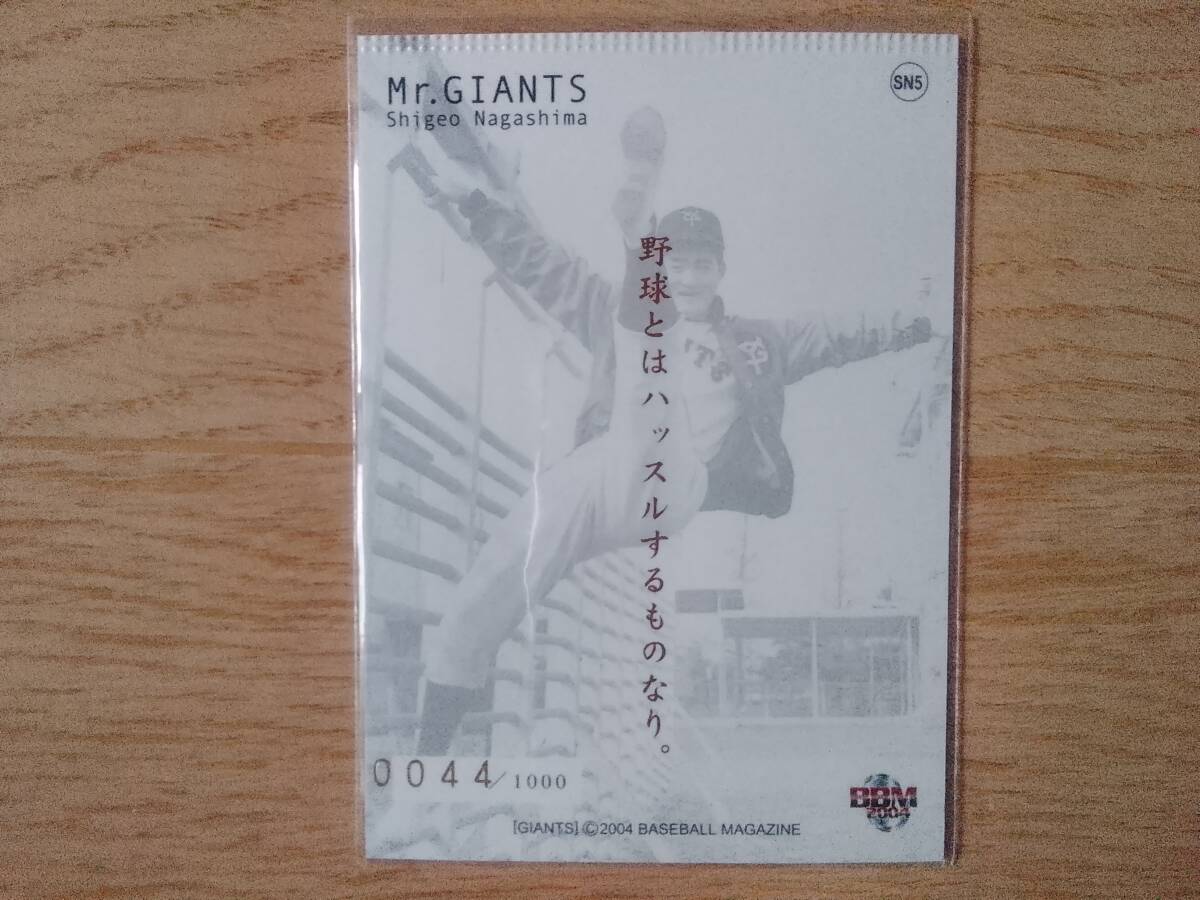 Mr.GIANTS
Shigeo Nagashima
SN5
野球とはハッスルするものなり。
0044/1000
BBM
2004
[GIANTS] ©2004 BASEBALL MAGAZINE